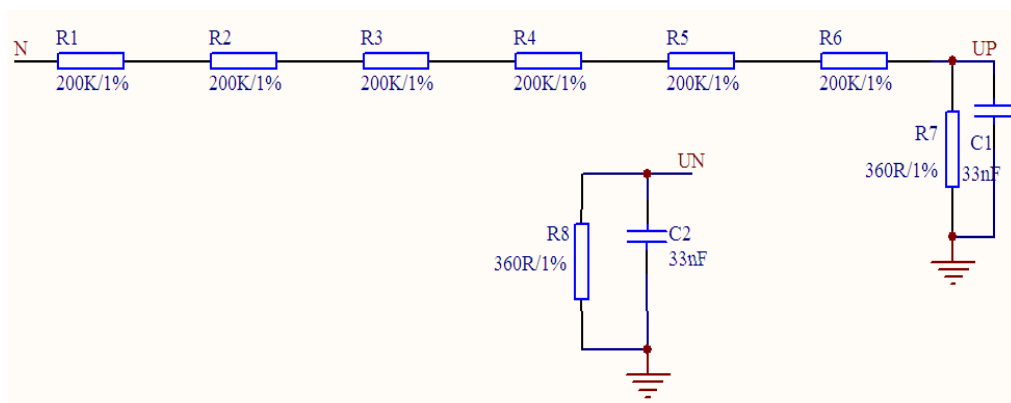 N R1 R2 R3 R4 R5 R6 UP
200K/1% 200K/1% 200K/1% 200K/1% 200K/1% 200K/1%
R7 C1
360R/1% 33nF
UN
R8 C2
360R/1% 33nF